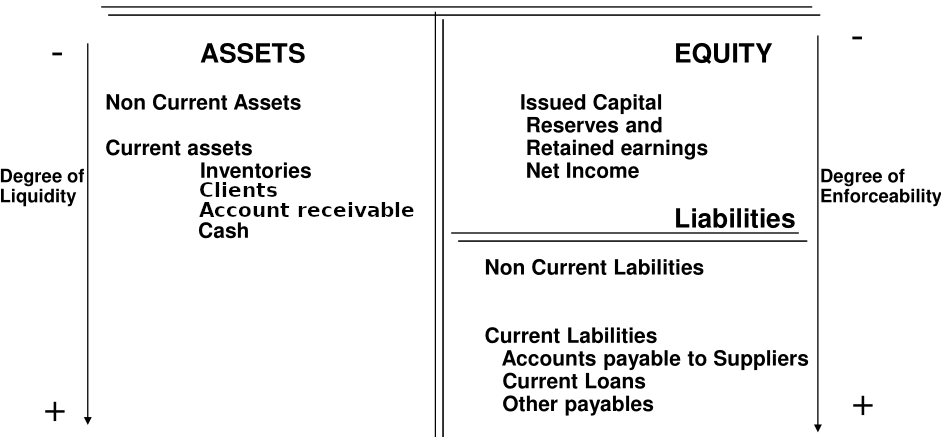 -
ASSETS
Non Current Assets
Current assets
Inventories
Clients
Account receivable
Cash
Degree of
Liquidity
+
EQUITY
-
Issued Capital
Reserves and
Retained earnings
Net Income
Degree of
Enforceability
Liabilities
Non Current Labilities
Current Labilities
Accounts payable to Suppliers
Current Loans
Other payables
+